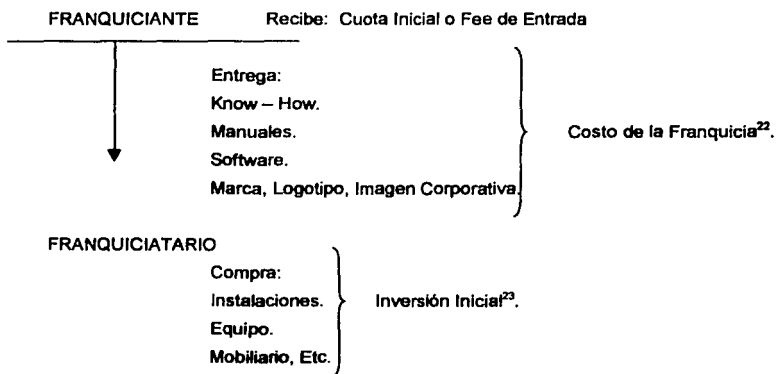 FRANQUICIANTE Recibe: Cuota Inicial o Fee de Entrada
Entrega:
Know – How.
Manuales.
Software.
Marca, Logotipo, Imagen Corporativa.
Costo de la Franquicia²².
FRANQUICIATARIO
Compra:
Instalaciones.
Equipo.
Mobiliario, Etc.
Inversión Inicial²³.